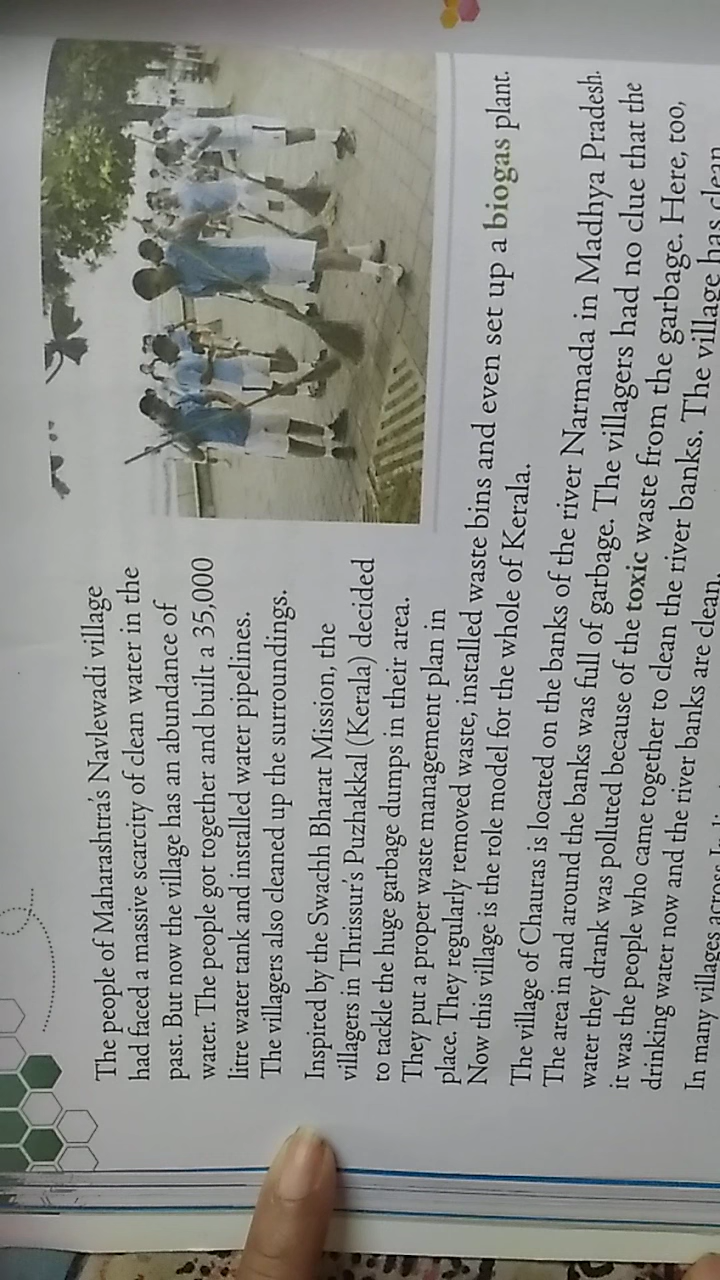 The people of Maharashtra's Navlewadi village
had faced a massive scarcity of clean water in the
past. But now the village has an abundance of
water. The people got together and built a 35,000
litre water tank and installed water pipelines.
The villagers also cleaned up the surroundings.
Inspired by the Swachh Bharat Mission, the
villagers in Thrissur's Puzhakkal (Kerala) decided
to tackle the huge garbage dumps in their area.
They put a proper waste management plan in
place. They regularly removed waste, installed waste bins and even set up a biogas plant.
Now this village is the role model for the whole of Kerala.
The village of Chauras is located on the banks of the river Narmada in Madhya Pradesh.
The area in and around the banks was full of garbage. The villagers had no clue that the
water they drank was polluted because of the toxic waste from the garbage. Here, too,
it was the people who came together to clean the river banks. The village has clean
drinking water now and the river banks are clean.
In many villages across